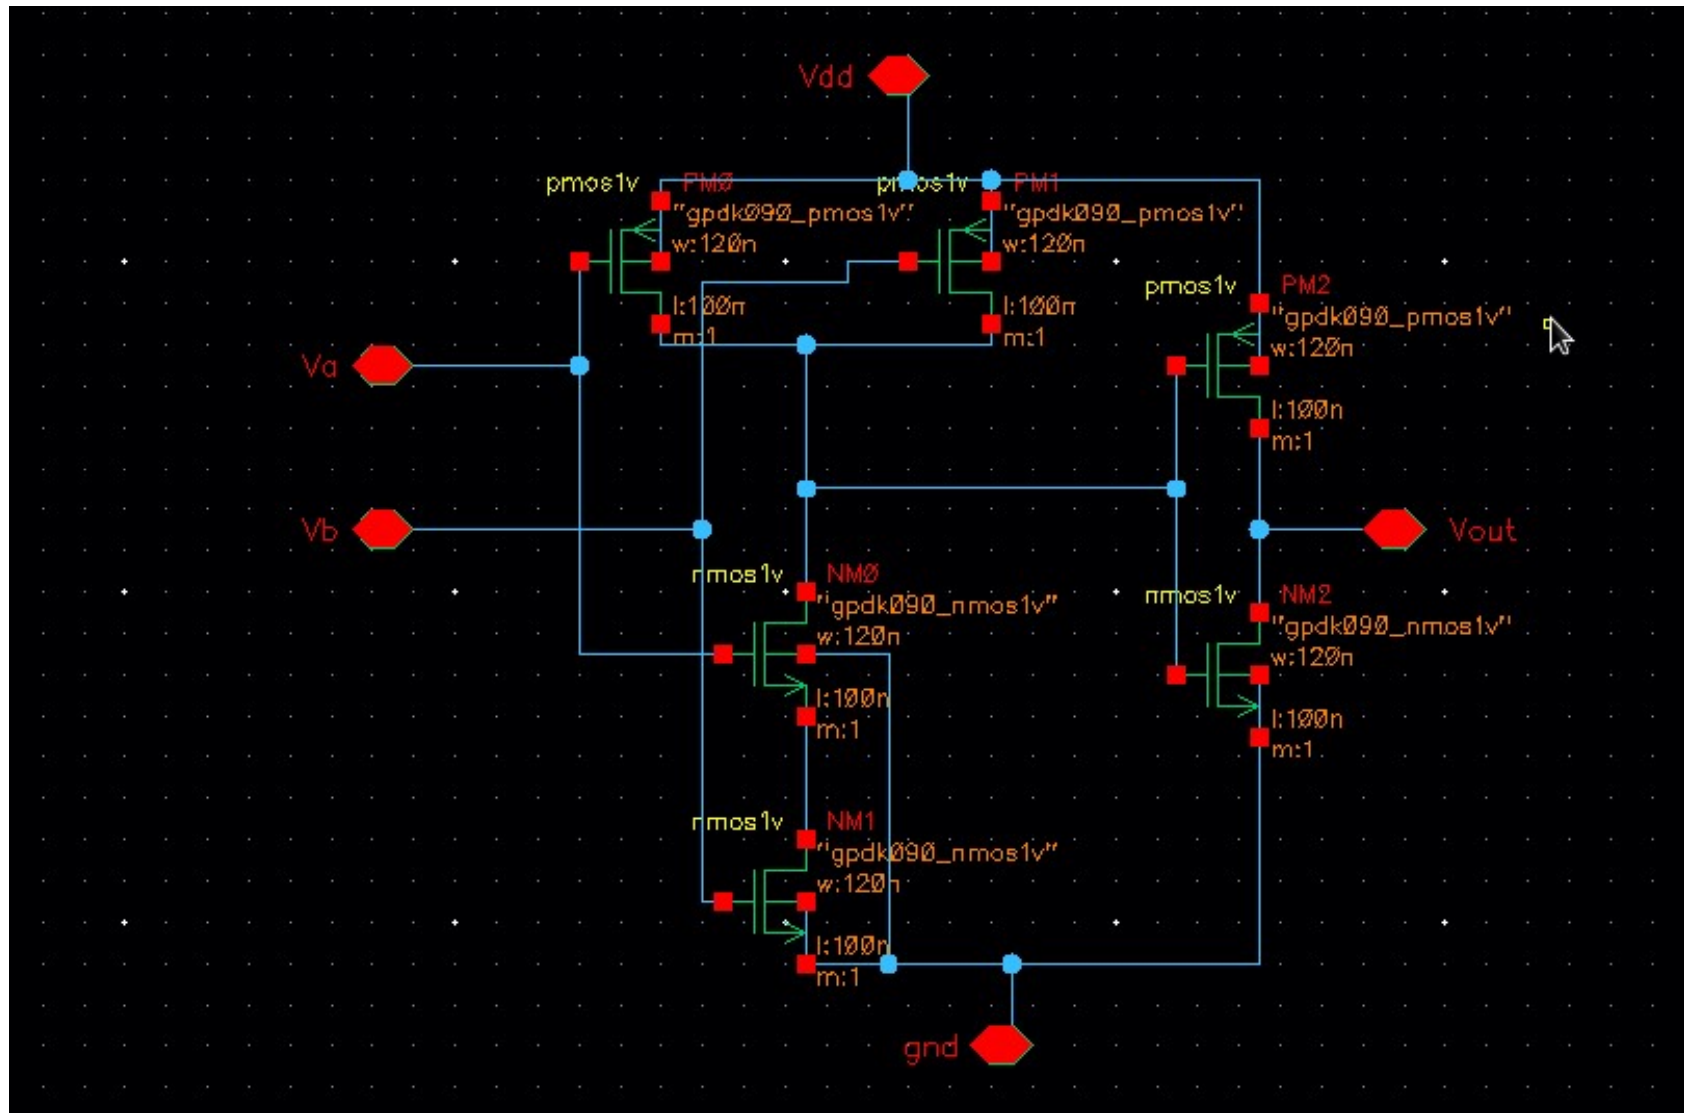 Vdd
pmos1v PM0
"gpdk090_pmos1v"
w:120n
l:100n
m:1
pmos1v PM1
"gpdk090_pmos1v"
w:120n
l:100n
m:1
pmos1v PM2
"gpdk090_pmos1v"
w:120n
l:100n
m:1
Va
Vb
Vout
nmos1v NM0
"gpdk090_nmos1v"
w:120n
l:100n
m:1
nmos1v NM2
"gpdk090_nmos1v"
w:120n
l:100n
m:1
nmos1v NM1
"gpdk090_nmos1v"
w:120n
l:100n
m:1
gnd